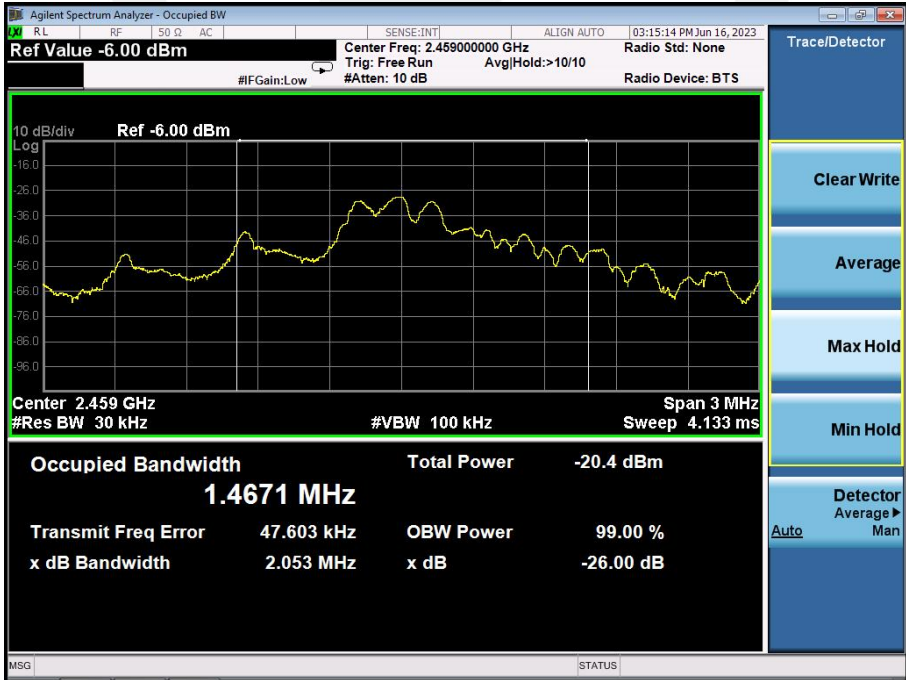 Agilent Spectrum Analyzer - Occupied BW
LXI RL RF 50 Ω AC SENSE:INT ALIGN AUTO 03:15:14 PM Jun 16, 2023
Ref Value -6.00 dBm
Center Freq: 2.459000000 GHz
Radio Std: None
Trig: Free Run Avg|Hold:>10/10
#IFGain:Low
#Atten: 10 dB
Radio Device: BTS
10 dB/div Ref -6.00 dBm
Log
-16.0
-26.0
-36.0
-46.0
-56.0
-66.0
-76.0
-86.0
-96.0
Center 2.459 GHz Span 3 MHz
#Res BW 30 kHz #VBW 100 kHz Sweep 4.133 ms
Occupied Bandwidth Total Power -20.4 dBm
1.4671 MHz
Transmit Freq Error 47.603 kHz OBW Power 99.00 %
x dB Bandwidth 2.053 MHz x dB -26.00 dB
MSG STATUS
Trace/Detector
Clear Write
Average
Max Hold
Min Hold
Detector
Average▶
Auto Man